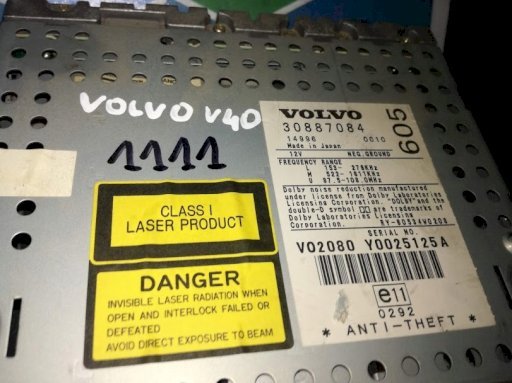 VOLVO V40
1111
CLASS I
LASER PRODUCT
DANGER
INVISIBLE LASER RADIATION WHEN
OPEN AND INTERLOCK FAILED OR
DEFEATED
AVOID DIRECT EXPOSURE TO BEAM
VOLVO
30887084
14996 0010
Made in Japan
605
12V NEG.GROUND
FREQUENCY RANGE
L 153- 279KHz
M 522-1611KHz
U 87.5-108.0MHz
Dolby noise reduction manufactured
under license from Dolby Laboratories
Licensing Corporation. "DOLBY" and the
double-D symbol are trademarks of
Dolby Laboratories Licensing
Corporation.
SERIAL NO.
V02080 Y0025125A
e11
0292
* ANTI-THEFT *